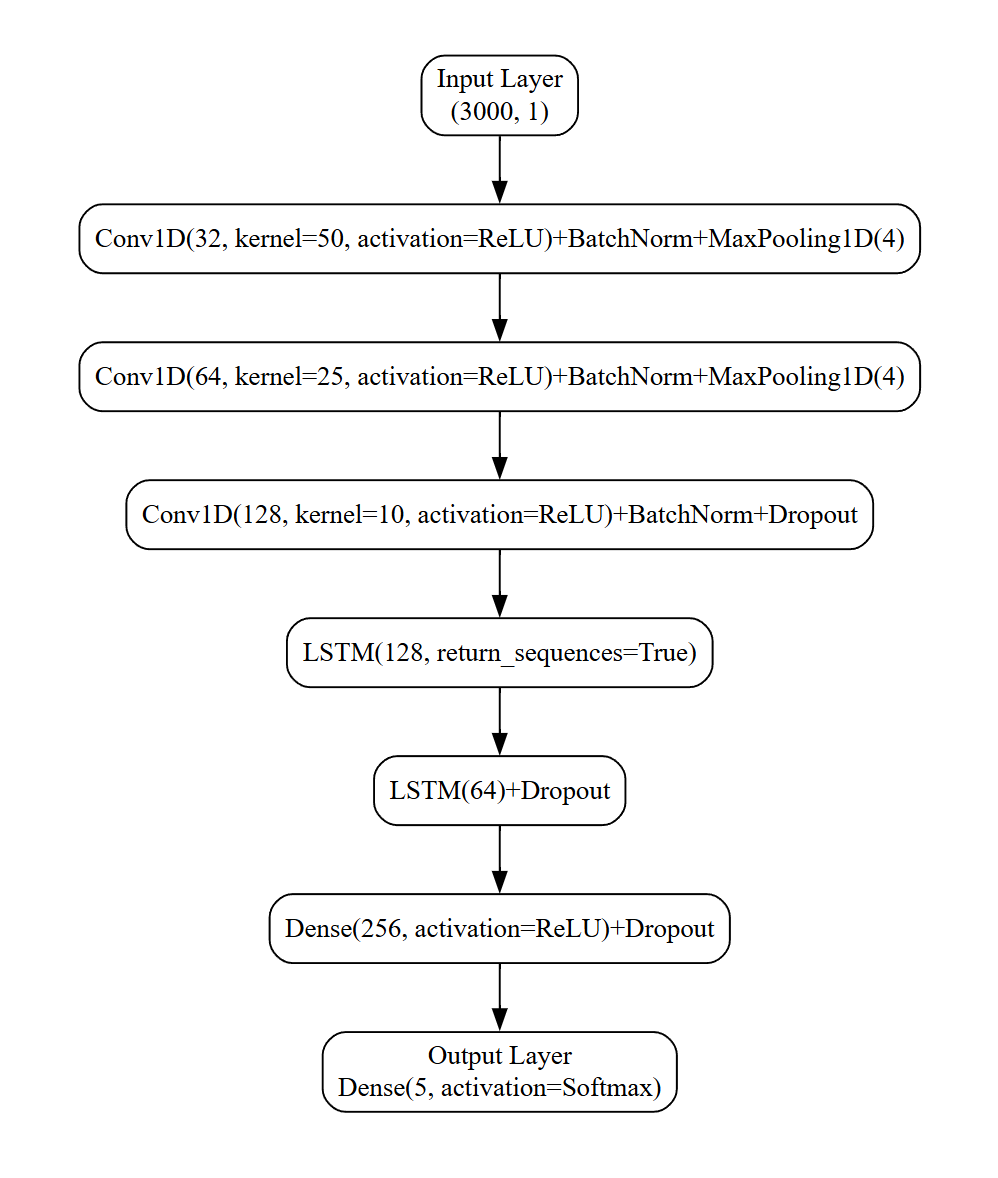 Input Layer
(3000, 1)
Conv1D(32, kernel=50, activation=ReLU)+BatchNorm+MaxPooling1D(4)
Conv1D(64, kernel=25, activation=ReLU)+BatchNorm+MaxPooling1D(4)
Conv1D(128, kernel=10, activation=ReLU)+BatchNorm+Dropout
LSTM(128, return_sequences=True)
LSTM(64)+Dropout
Dense(256, activation=ReLU)+Dropout
Output Layer
Dense(5, activation=Softmax)